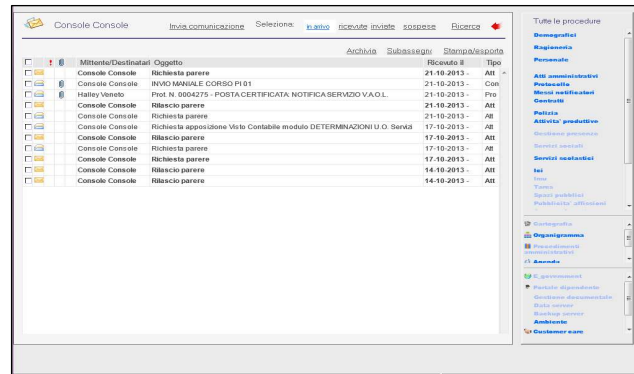 Console Console Invia comunicazione Seleziona: in arrivo ricevute inviate sospese Ricerca
Archivia Subassegna Stampa/esporta
! Mittente/Destinatari Oggetto Ricevuto il Tipo
Console Console Richiesta parere 21-10-2013 - Att
Console Console INVIO MANIALE CORSO PI 01 21-10-2013 - Con
Halley Veneto Prot. N. 0004275 - POSTA CERTIFICATA: NOTIFICA SERVIZIO V.A.O.L. 21-10-2013 - Pro
Console Console Rilascio parere 21-10-2013 - Att
Console Console Richiesta parere 21-10-2013 - Att
Console Console Richiesta apposizione Visto Contabile modulo DETERMINAZIONI U.O. Servizi 17-10-2013 - Att
Console Console Rilascio parere 17-10-2013 - Att
Console Console Richiesta parere 17-10-2013 - Att
Console Console Richiesta parere 17-10-2013 - Att
Console Console Rilascio parere 14-10-2013 - Att
Console Console Rilascio parere 14-10-2013 - Att
Tutte le procedure
Demografici
Ragioneria
Personale
Atti amministrativi
Protocollo
Messi notificatori
Contratti
Polizia
Attivita' produttive
Gestione presenze
Servizi sociali
Servizi scolastici
Ici
Imu
Tares
Spazi pubblici
Pubblicita' affissioni
Cartografia
Organigramma
Procedimenti
amministrativi
Agenda
E_government
Portale dipendente
Gestione documentale
Data server
Backup server
Ambiente
Customer care